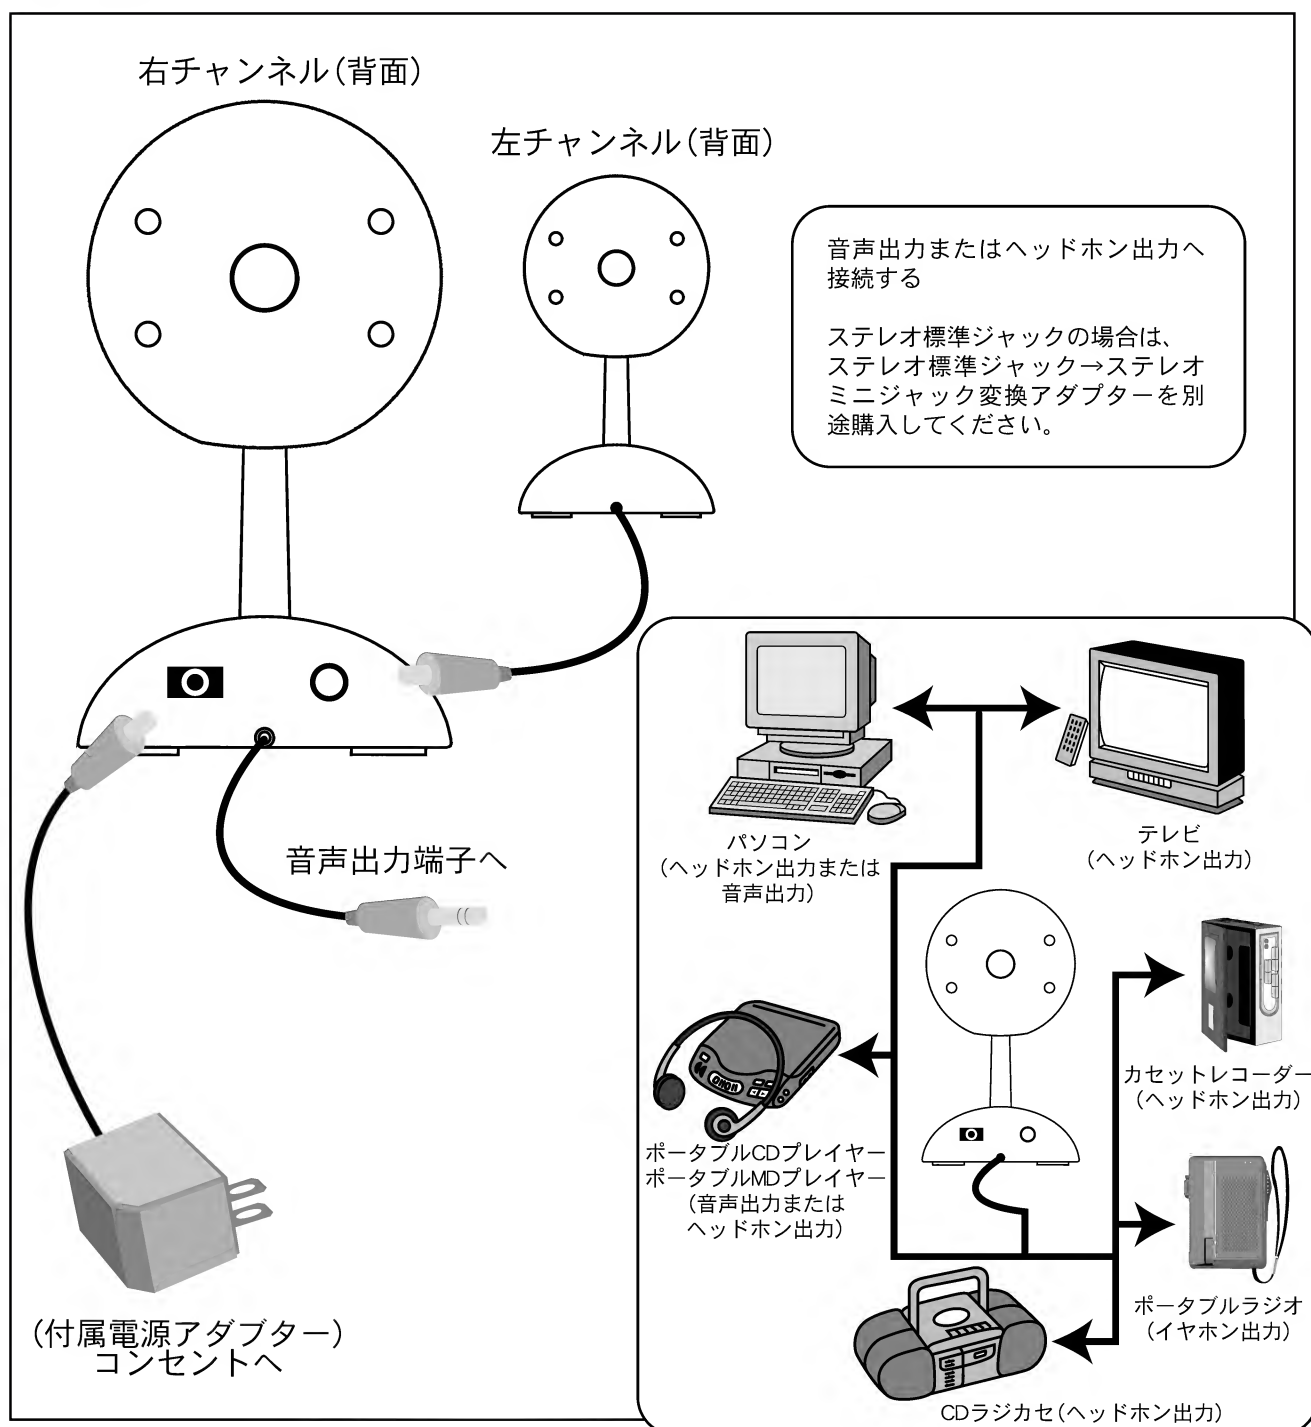 右チャンネル(背面)
左チャンネル(背面)
音声出力またはヘッドホン出力へ
接続する
ステレオ標準ジャックの場合は、
ステレオ標準ジャック→ステレオ
ミニジャック変換アダプターを別
途購入してください。
音声出力端子へ
(付属電源アダブター)
コンセントへ
パソコン
(ヘッドホン出力または
音声出力)
テレビ
(ヘッドホン出力)
カセットレコーダー
(ヘッドホン出力)
ポータブルCDプレイヤー
ポータブルMDプレイヤー
(音声出力または
ヘッドホン出力)
ポータブルラジオ
(イヤホン出力)
CDラジカセ(ヘッドホン出力)